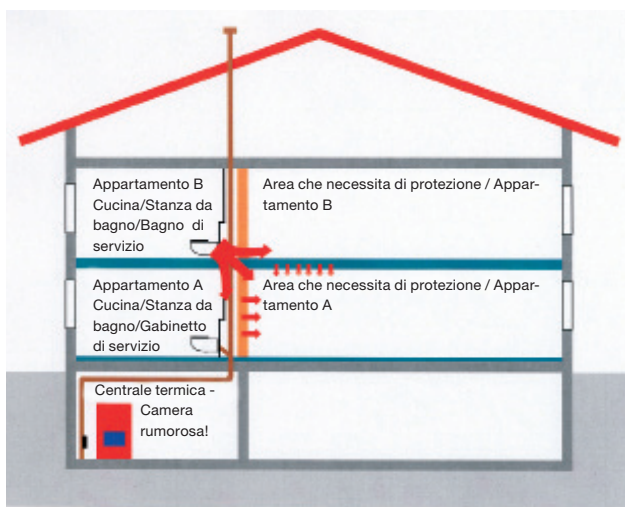 Appartamento B
Cucina/Stanza da
bagno/Bagno di
servizio
Area che necessita di protezione / Appar-
tamento B
Appartamento A
Cucina/Stanza da
bagno/Gabinetto
di servizio
Area che necessita di protezione / Appar-
tamento A
Centrale termica -
Camera
rumorosa!